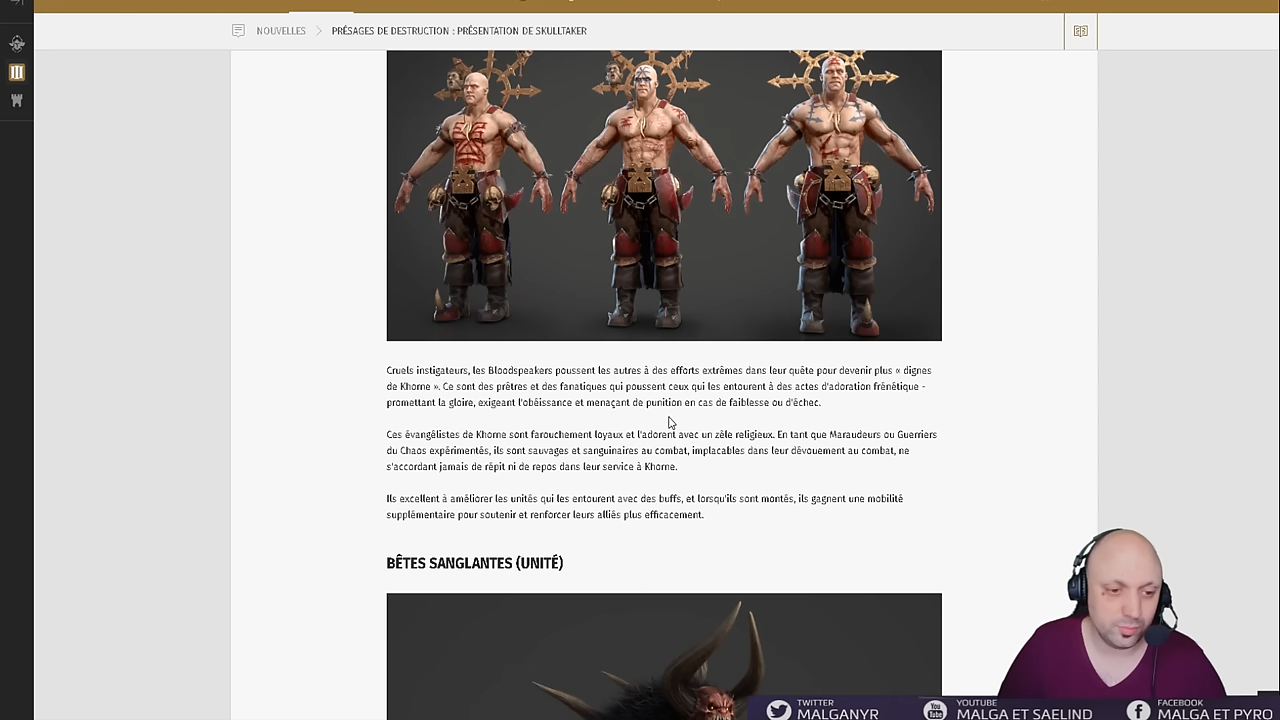 NOUVELLES
PRÉSAGES DE DESTRUCTION : PRÉSENTATION DE SKULLTAKER
Cruels instigateurs, les Bloodspeakers poussent les autres à des efforts extrêmes dans leur quête pour devenir plus « dignes
de Khorne ». Ce sont des prêtres et des fanatiques qui poussent ceux qui les entourent à des actes d'adoration frénétique -
promettant la gloire, exigeant l'obéissance et menaçant de punition en cas de faiblesse ou d'échec.
Ces évangélistes de Khorne sont farouchement loyaux et l'adorent avec un zèle religieux. En tant que Maraudeurs ou Guerriers
du Chaos expérimentés, ils sont sauvages et sanguinaires au combat, implacables dans leur dévouement au combat, ne
s'accordant jamais de répit ni de repos dans leur service à Khorne.
Ils excellent à améliorer les unités qui les entourent avec des buffs, et lorsqu'ils sont montés, ils gagnent une mobilité
supplémentaire pour soutenir et renforcer leurs alliés plus efficacement.
BÊTES SANGLANTES (UNITÉ)
TWITTER
MALGANYR
YOUTUBE
MALGA ET SAELIND
FACEBOOK
MALGA ET PYRO